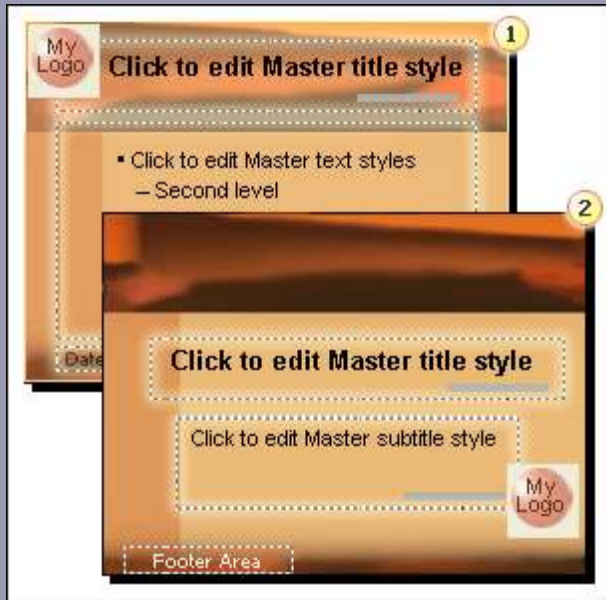 1
My
Logo
Click to edit Master title style
▪ Click to edit Master text styles
– Second level
Date
2
Click to edit Master title style
Click to edit Master subtitle style
My
Logo
Footer Area